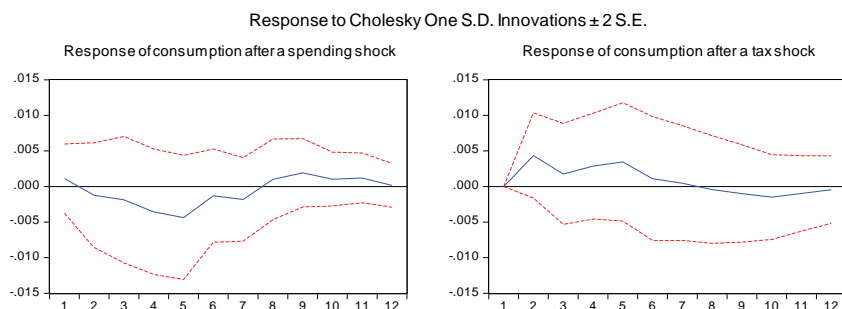 Response to Cholesky One S.D. Innovations ± 2 S.E.
Response of consumption after a spending shock
.015
.010
.005
.000
-.005
-.010
-.015
1 2 3 4 5 6 7 8 9 10 11 12
Response of consumption after a tax shock
.015
.010
.005
.000
-.005
-.010
-.015
1 2 3 4 5 6 7 8 9 10 11 12